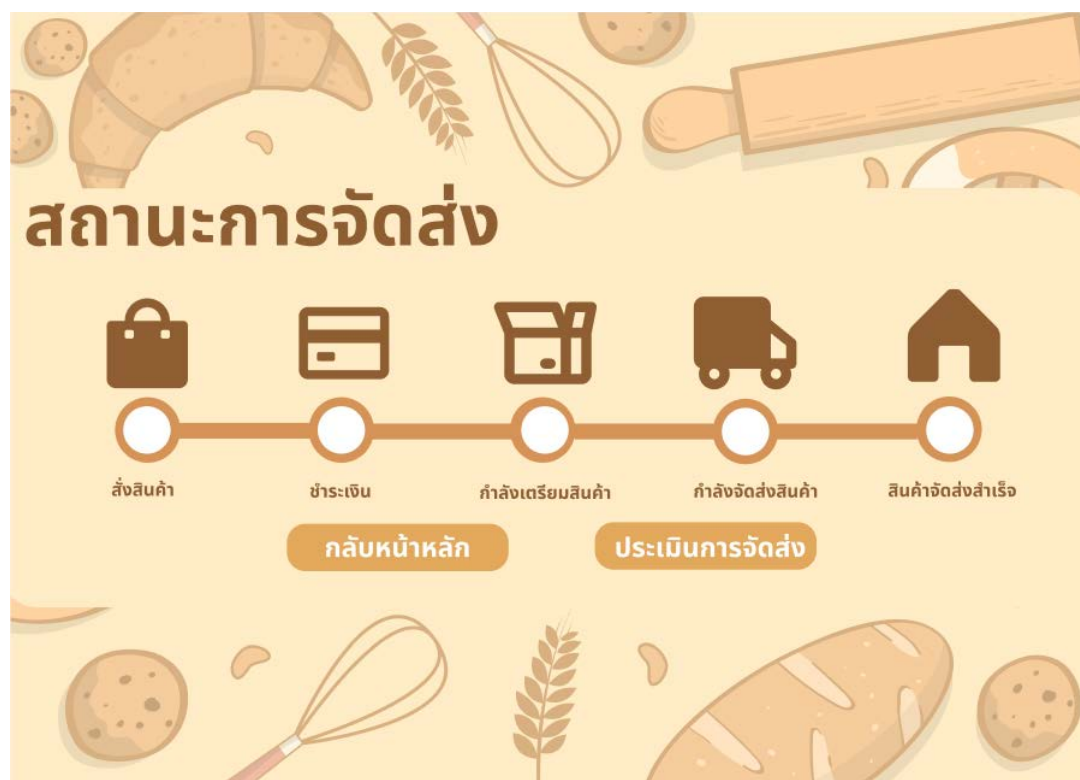 สถานะการจัดส่ง
สั่งสินค้า
ชำระเงิน
กำลังเตรียมสินค้า
กำลังจัดส่งสินค้า
สินค้าจัดส่งสำเร็จ
กลับหน้าหลัก
ประเมินการจัดส่ง